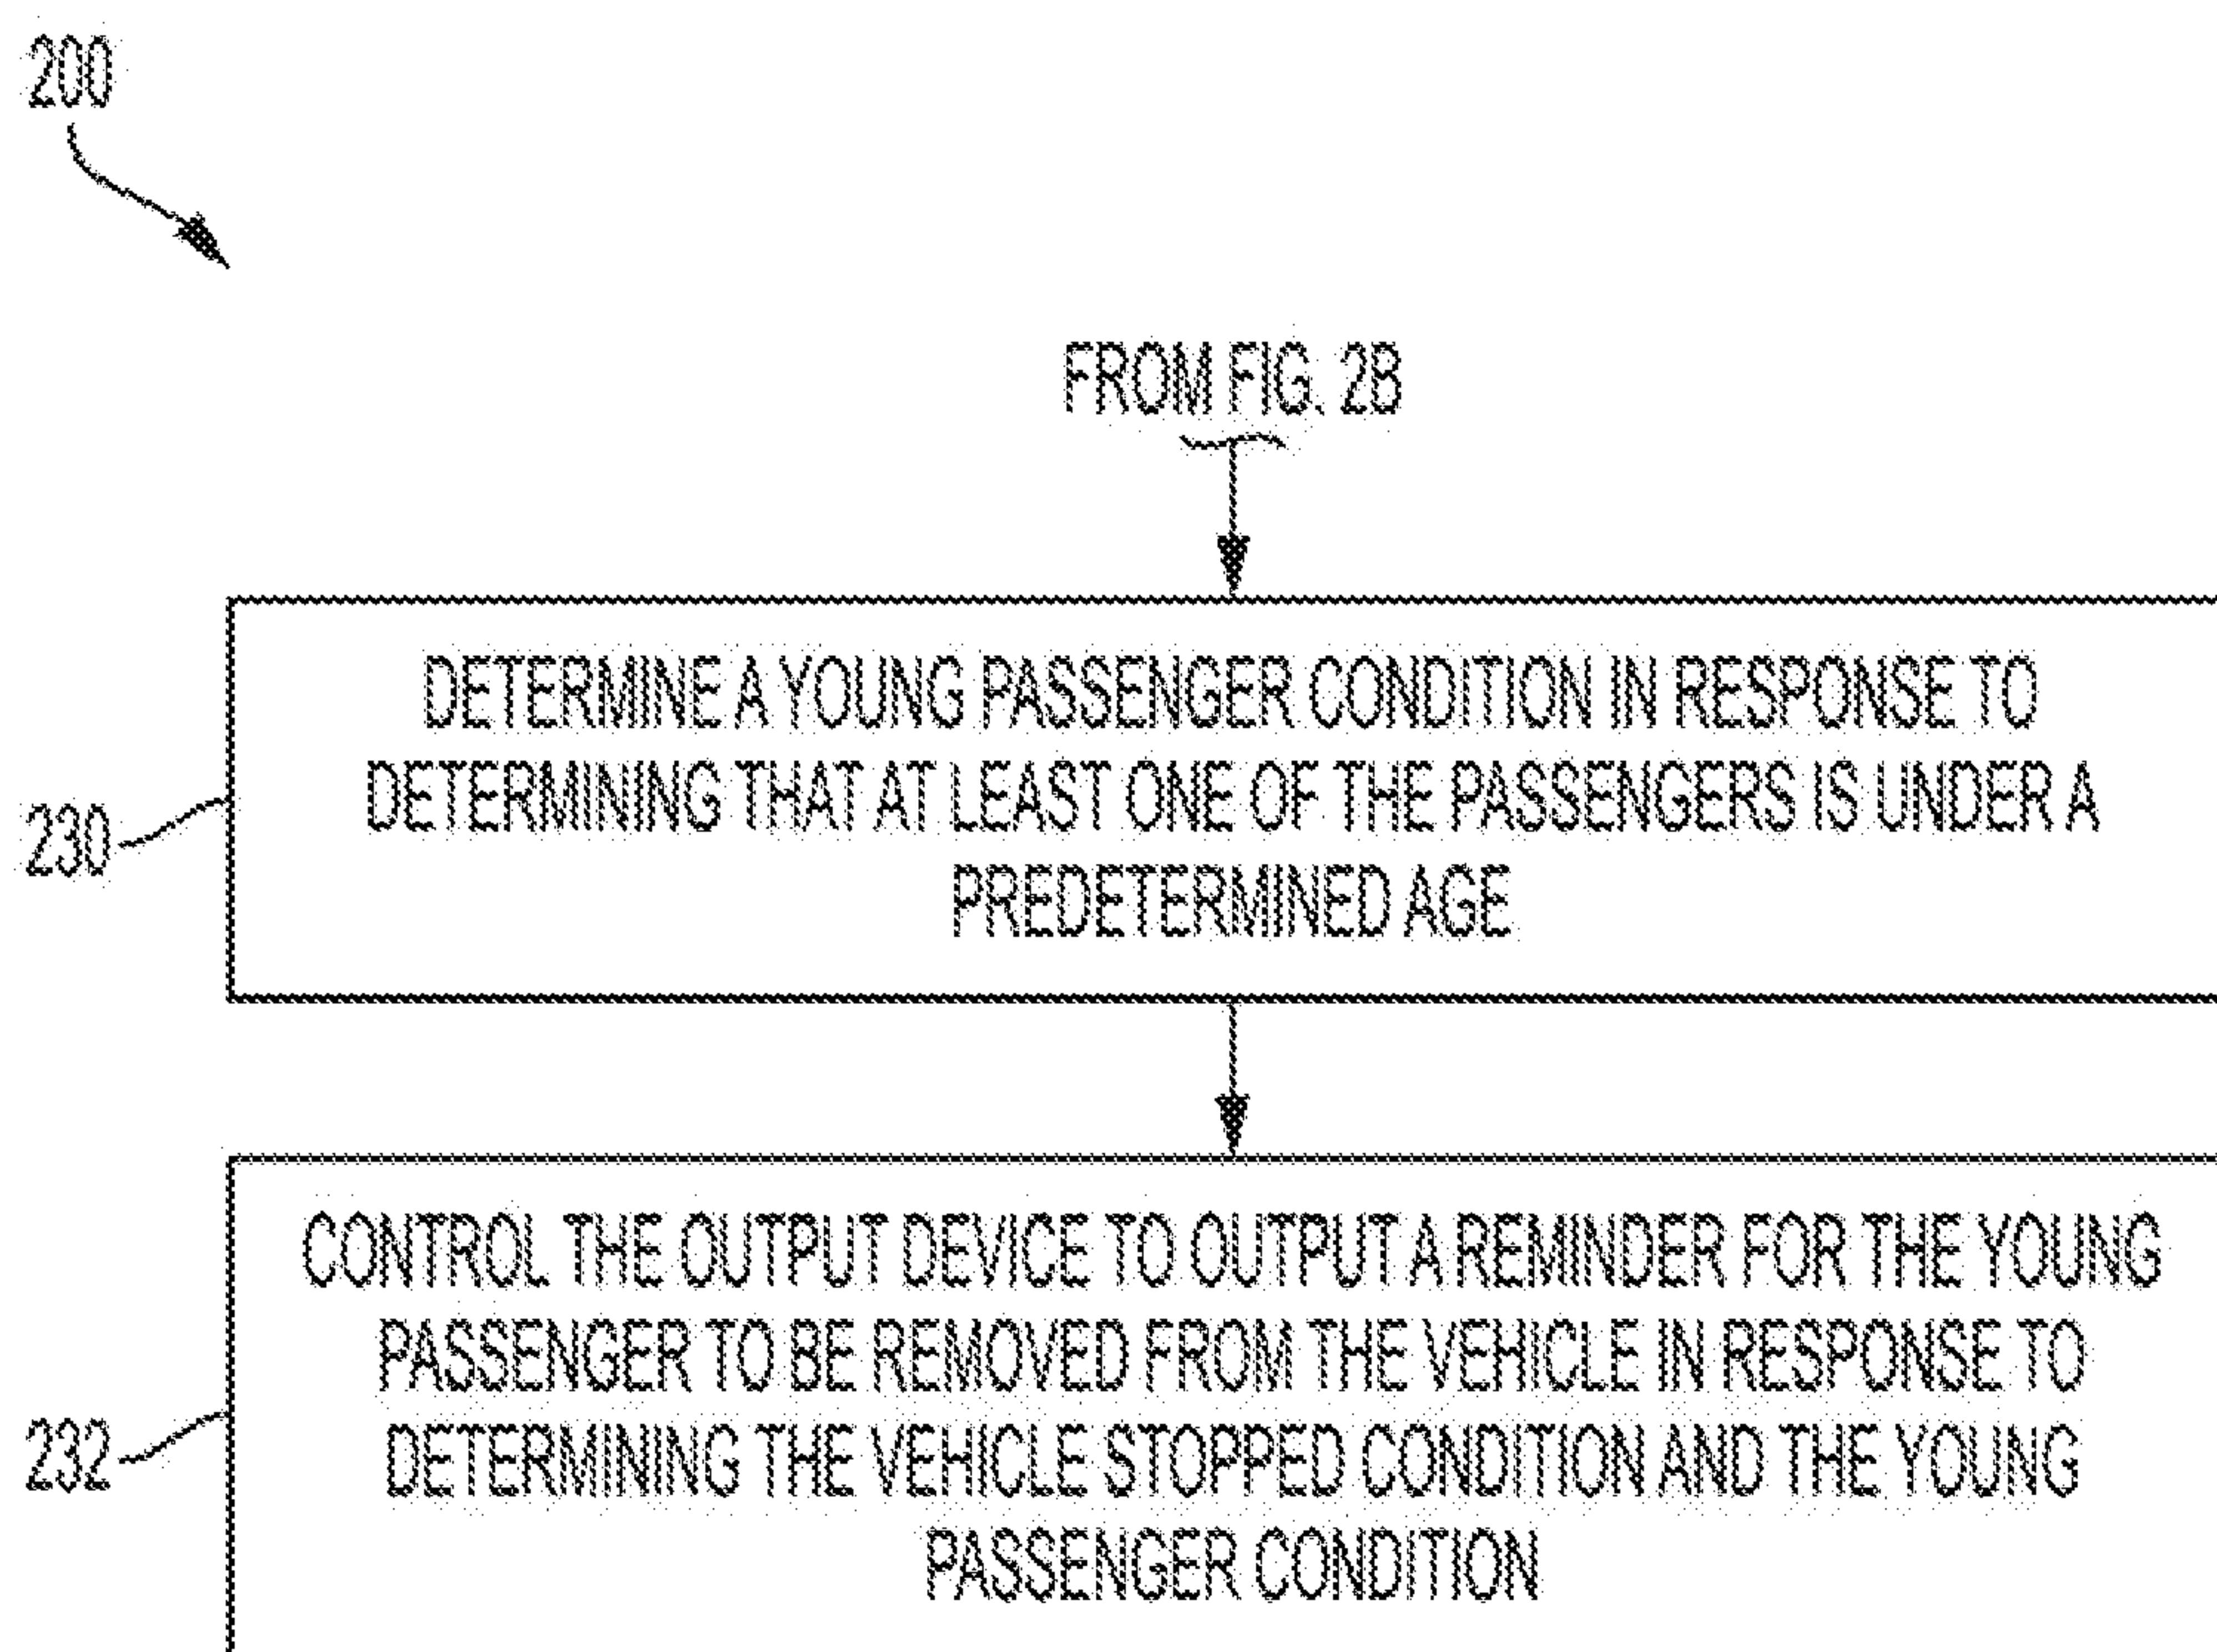 200
FROM FIG. 2B
DETERMINE A YOUNG PASSENGER CONDITION IN RESPONSE TO
DETERMINING THAT AT LEAST ONE OF THE PASSENGERS IS UNDER A
PREDETERMINED AGE
230
CONTROL THE OUTPUT DEVICE TO OUTPUT A REMINDER FOR THE YOUNG
PASSENGER TO BE REMOVED FROM THE VEHICLE IN RESPONSE TO
DETERMINING THE VEHICLE STOPPED CONDITION AND THE YOUNG
PASSENGER CONDITION
232